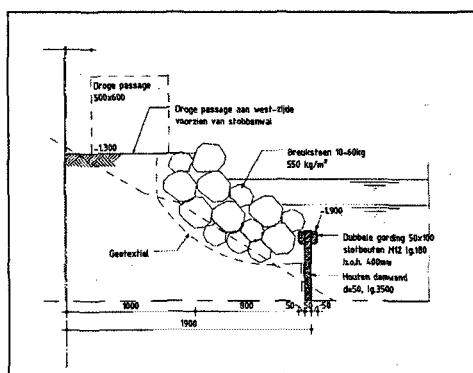 Droge passage
500x600
Droge passage aan west-zijde
voorzien van stobbenwal
-1.300
Breuksteen 10-60kg
550 kg/m²
-1.900
Geotextiel
Dubbele gording 50x100
slotbouten M12 lg.180
h.o.h. 400mm
Houten damwand
d=50, lg.3500
1000
800
50
50
50
1900